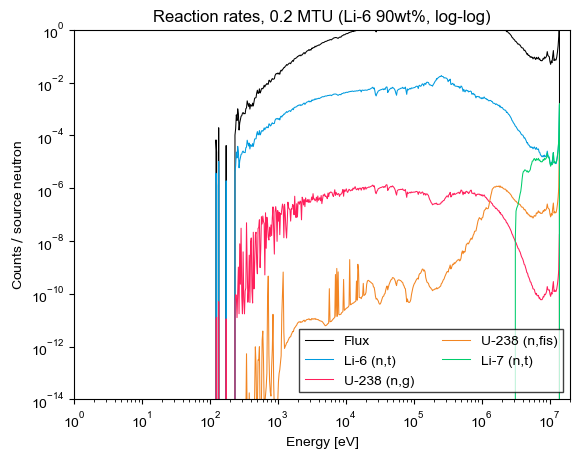 Reaction rates, 0.2 MTU (Li-6 90wt%, log-log)
Counts / source neutron
10^0
10^-2
10^-4
10^-6
10^-8
10^-10
10^-12
10^-14
Flux
Li-6 (n,t)
U-238 (n,g)
U-238 (n,fis)
Li-7 (n,t)
10^0 10^1 10^2 10^3 10^4 10^5 10^6 10^7
Energy [eV]